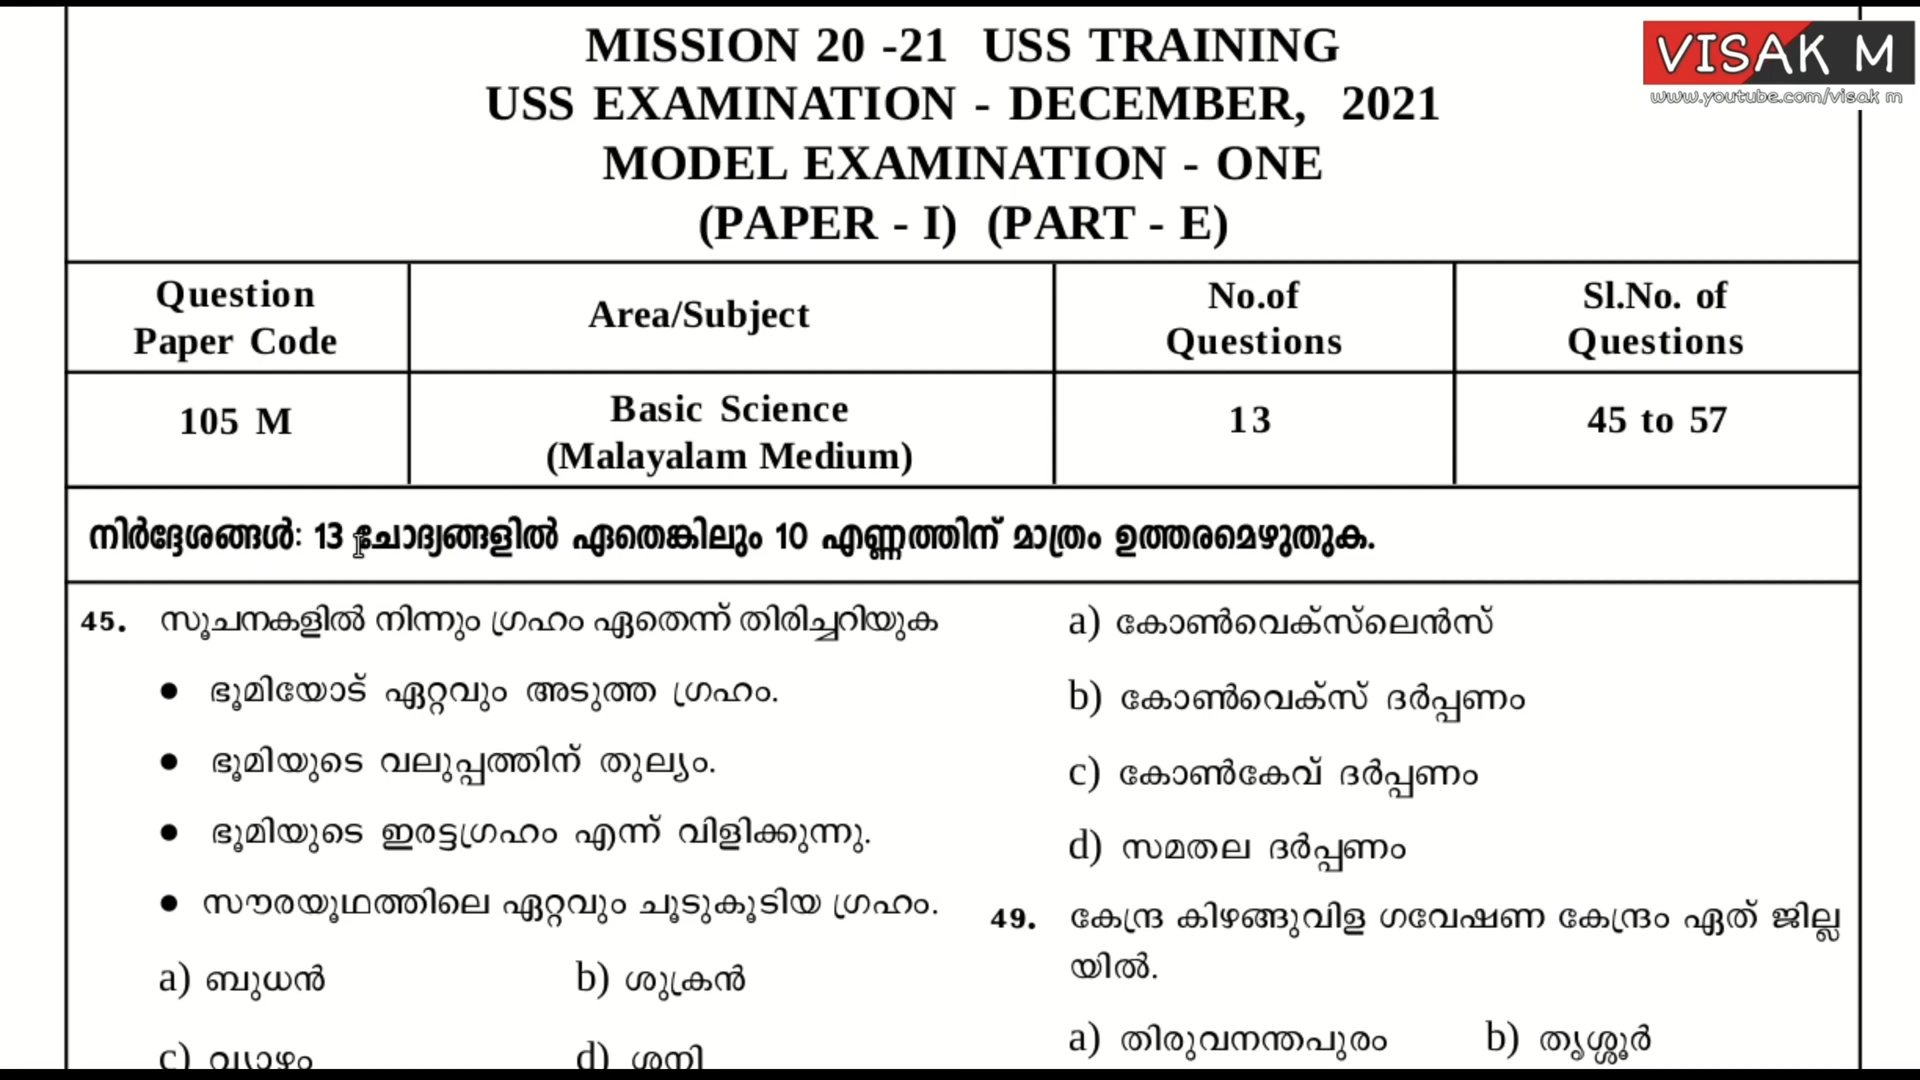 MISSION 20 -21 USS TRAINING
VISAK M
www.youtube.com/visak m
USS EXAMINATION - DECEMBER, 2021
MODEL EXAMINATION - ONE
(PAPER - I) (PART - E)
Question Paper Code
Area/Subject
No.of Questions
Sl.No. of Questions
105 M
Basic Science
(Malayalam Medium)
13
45 to 57
നിർദ്ദേശങ്ങൾ: 13 ചോദ്യങ്ങളിൽ ഏതെങ്കിലും 10 എണ്ണത്തിന് മാത്രം ഉത്തരമെഴുതുക.
45. സൂചനകളിൽ നിന്നും ഗ്രഹം ഏതെന്ന് തിരിച്ചറിയുക
● ഭൂമിയോട് ഏറ്റവും അടുത്ത ഗ്രഹം.
● ഭൂമിയുടെ വലുപ്പത്തിന് തുല്യം.
● ഭൂമിയുടെ ഇരട്ടഗ്രഹം എന്ന് വിളിക്കുന്നു.
● സൗരയൂഥത്തിലെ ഏറ്റവും ചൂടുകൂടിയ ഗ്രഹം.
a) ബുധൻ b) ശുക്രൻ
c) വ്യാഴം d) ശനി
a) കോൺവെക്സ്ലെൻസ്
b) കോൺവെക്സ് ദർപ്പണം
c) കോൺകേവ് ദർപ്പണം
d) സമതല ദർപ്പണം
49. കേന്ദ്ര കിഴങ്ങുവിള ഗവേഷണ കേന്ദ്രം ഏത് ജില്ല
യിൽ.
a) തിരുവനന്തപുരം b) തൃശ്ശൂർ